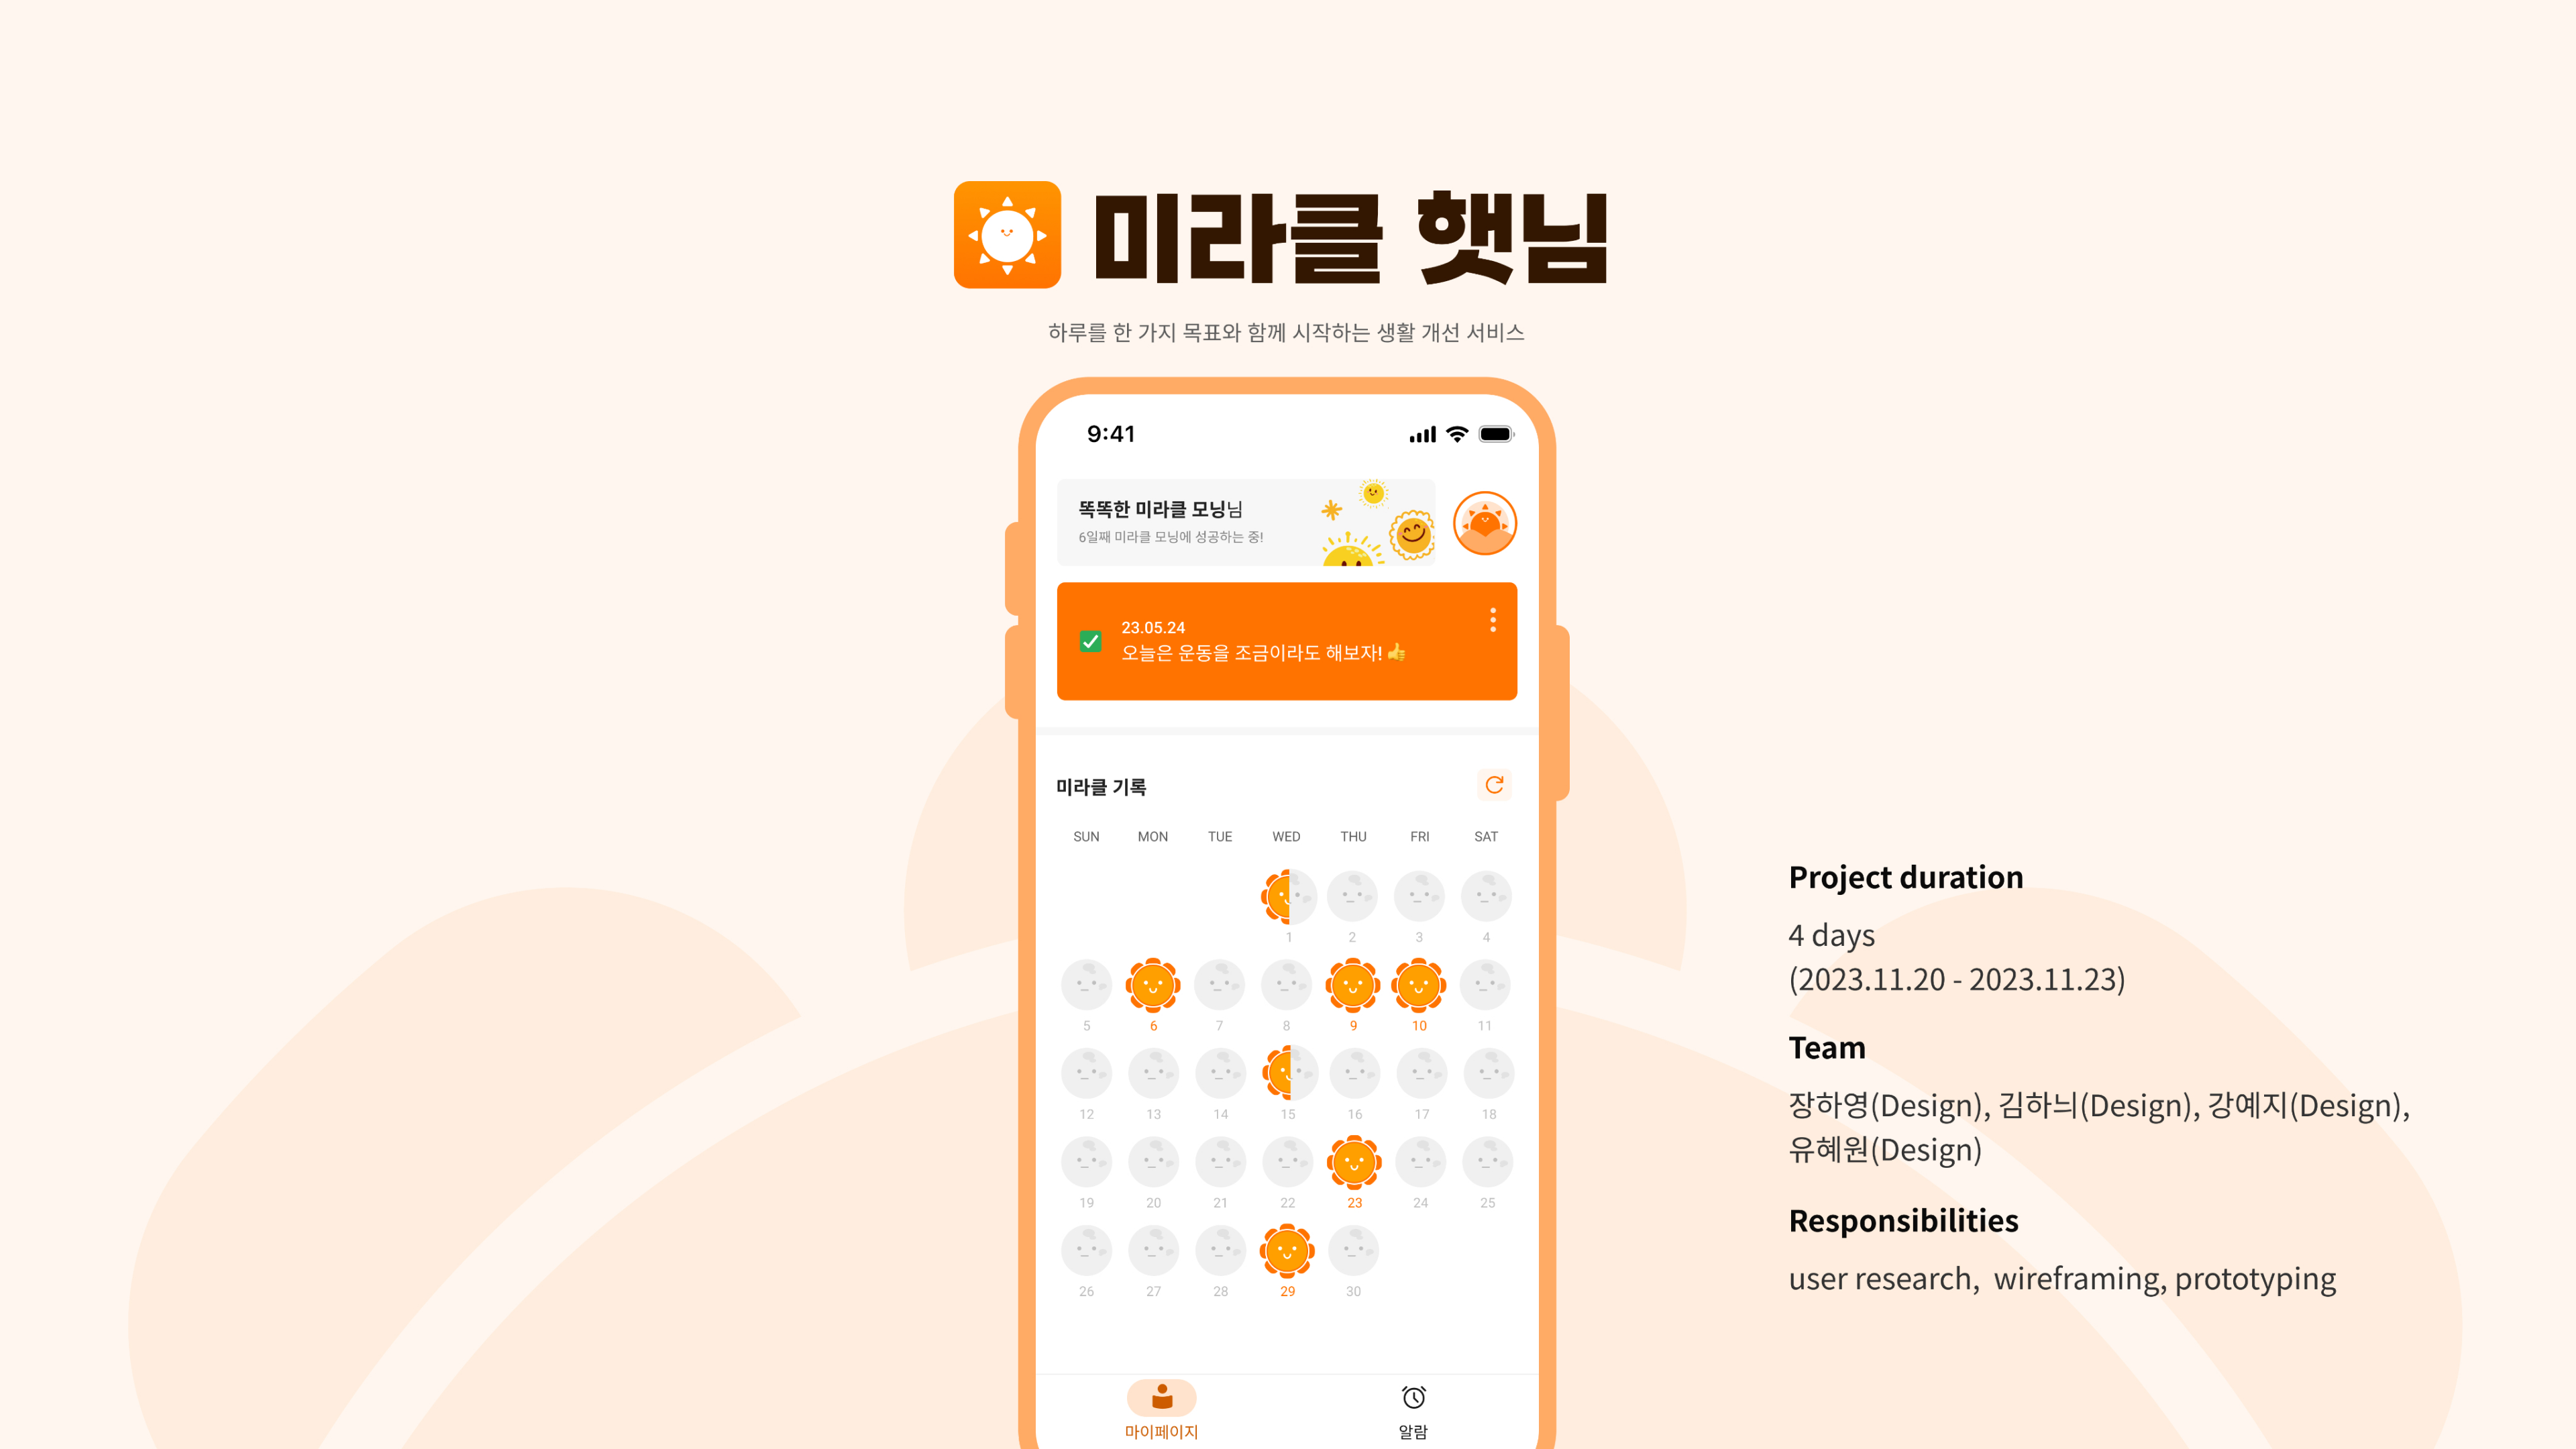 미라클 햇님
하루를 한 가지 목표와 함께 시작하는 생활 개선 서비스
9:41
똑똑한 미라클 모닝님
6일째 미라클 모닝에 성공하는 중!
23.05.24
오늘은 운동을 조금이라도 해보자!👍
미라클 기록
SUN MON TUE WED THU FRI SAT
1 2 3 4
5 6 7 8 9 10 11
12 13 14 15 16 17 18
19 20 21 22 23 24 25
26 27 28 29 30
마이페이지 알람
Project duration
4 days
(2023.11.20 - 2023.11.23)
Team
장하영(Design), 김하늬(Design), 강예지(Design),
유혜원(Design)
Responsibilities
user research,  wireframing, prototyping